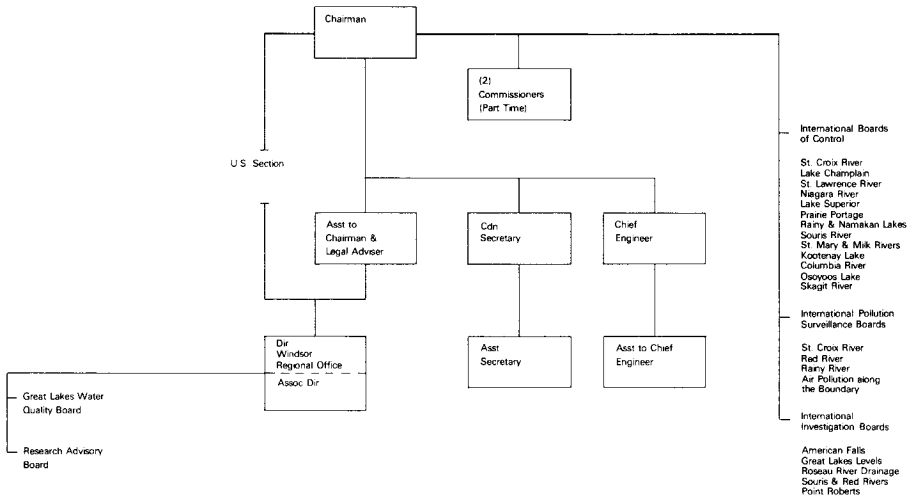 Chairman
(2)
Commissioners
(Part Time)
U.S. Section
Asst to
Chairman &
Legal Adviser
Cdn
Secretary
Chief
Engineer
Dir
Windsor
Regional Office
Assoc Dir
Asst
Secretary
Asst to Chief
Engineer
Great Lakes Water
Quality Board
Research Advisory
Board
International Boards
of Control
St. Croix River
Lake Champlain
St. Lawrence River
Niagara River
Lake Superior
Prairie Portage
Rainy & Namakan Lakes
Souris River
St. Mary & Milk Rivers
Kootenay Lake
Columbia River
Osoyoos Lake
Skagit River
International Pollution
Surveillance Boards
St. Croix River
Red River
Rainy River
Air Pollution along
the Boundary
International
Investigation Boards
American Falls
Great Lakes Levels
Roseau River Drainage
Souris & Red Rivers
Point Roberts